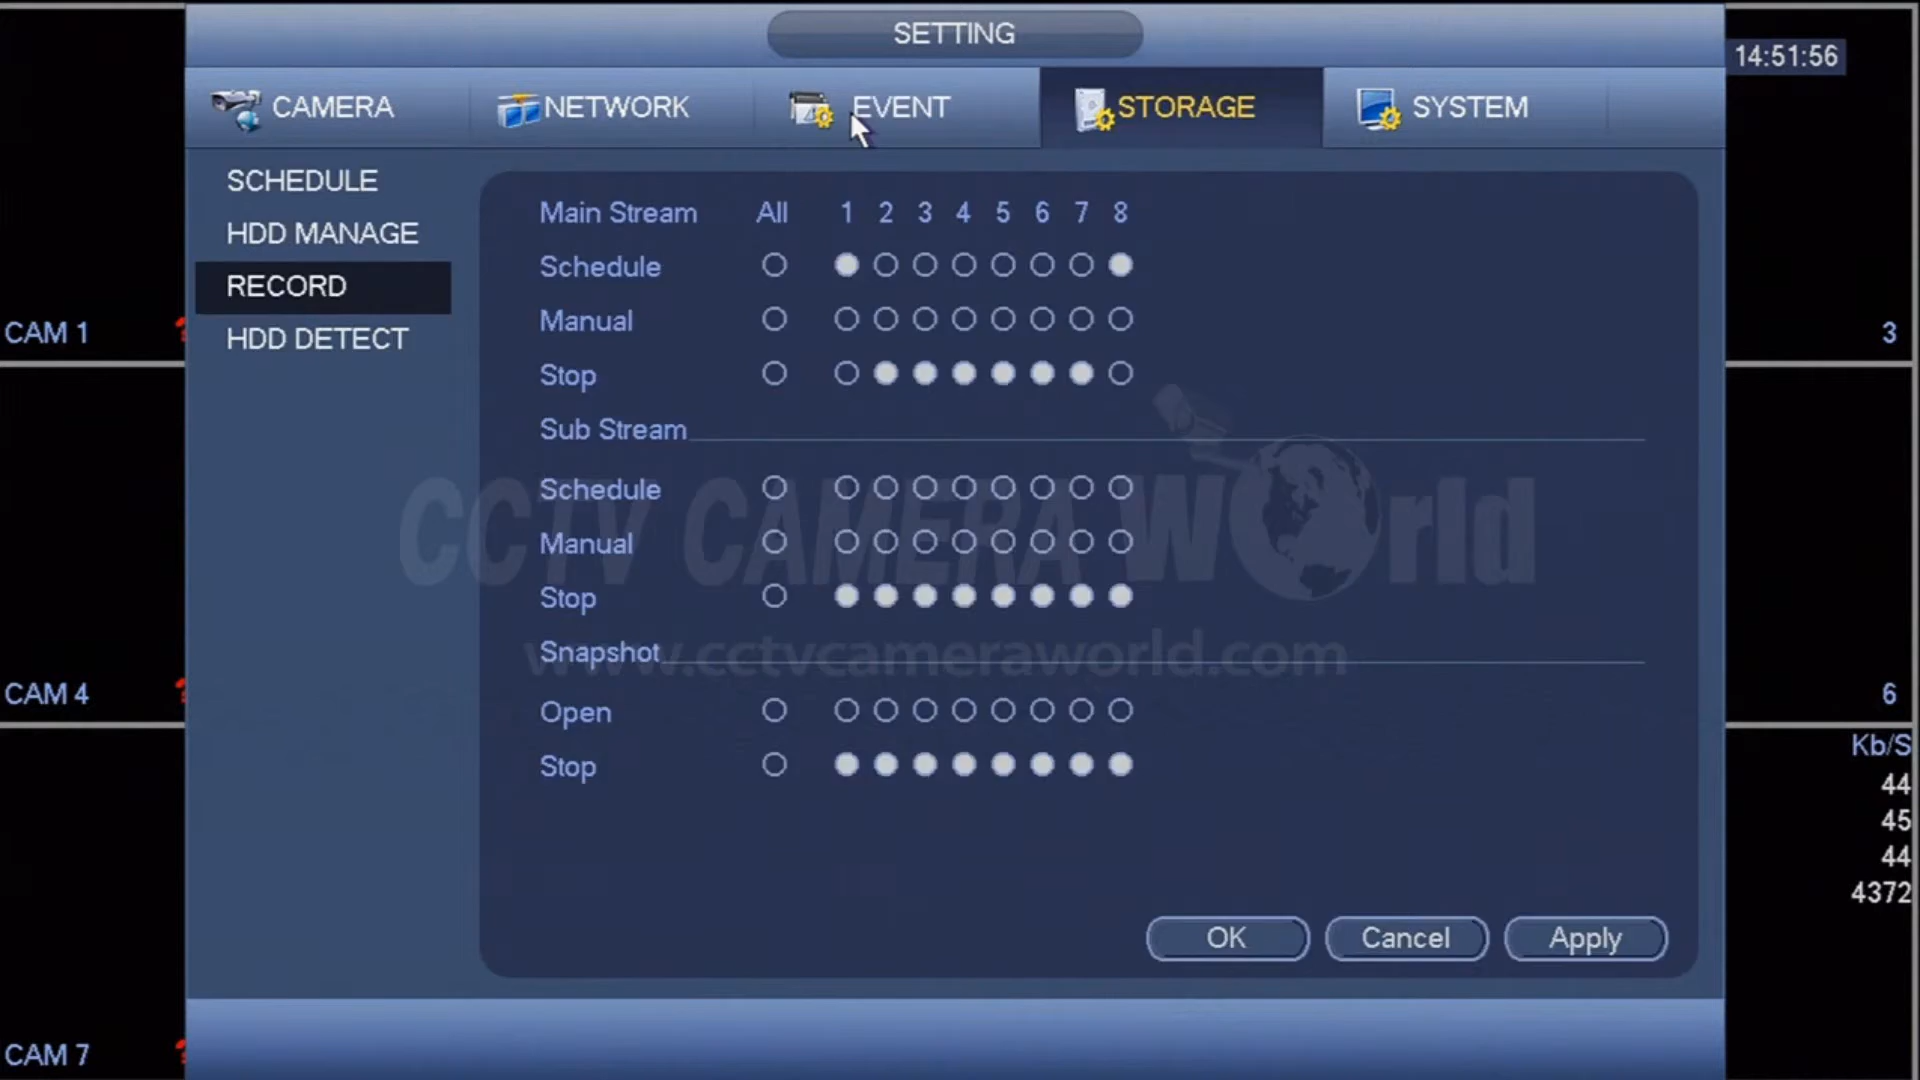 SETTING
14:51:56
CAMERA NETWORK EVENT STORAGE SYSTEM
SCHEDULE
HDD MANAGE
RECORD
HDD DETECT
Main Stream All 1 2 3 4 5 6 7 8
Schedule
Manual
Stop
Sub Stream
Schedule
Manual
Stop
Snapshot
Open
Stop
OK Cancel Apply
CAM 1 ?
3
CAM 4 ?
6
Kb/S
44
45
44
4372
CAM 7 ?
CCTV CAMERA World
www.cctvcameraworld.com